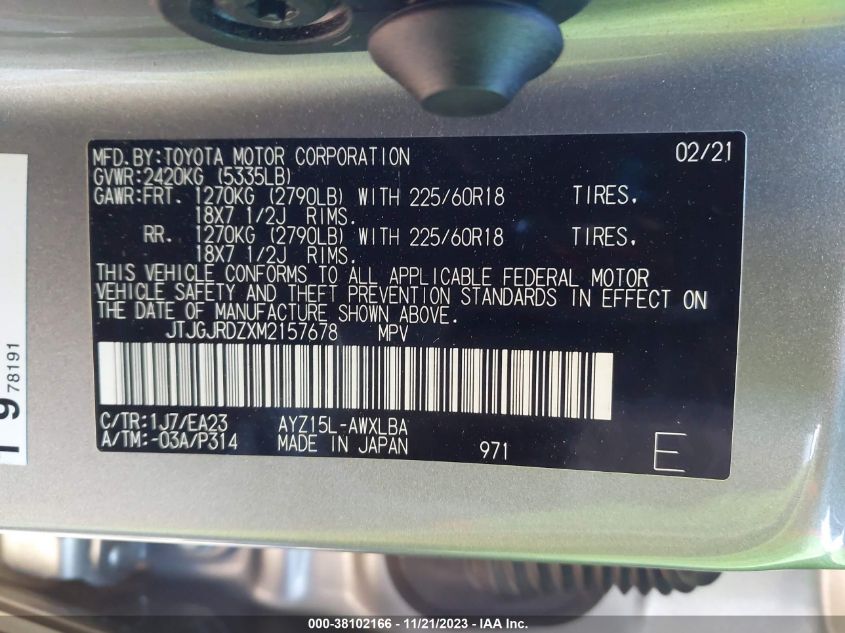 MFD.BY:TOYOTA MOTOR CORPORATION 02/21
GVWR:2420KG (5335LB)
GAWR:FRT. 1270KG (2790LB) WITH 225/60R18 TIRES.
18X7 1/2J RIMS.
RR. 1270KG (2790LB) WITH 225/60R18 TIRES.
18X7 1/2J RIMS.
THIS VEHICLE CONFORMS TO ALL APPLICABLE FEDERAL MOTOR
VEHICLE SAFETY AND THEFT PREVENTION STANDARDS IN EFFECT ON
THE DATE OF MANUFACTURE SHOWN ABOVE.
JTJGJRDZXM2157678 MPV
C/TR:1J7/EA23 AYZ15L-AWXLBA
A/TM:-03A/P314 MADE IN JAPAN 971 E
78191
000-38102166 - 11/21/2023 - IAA Inc.